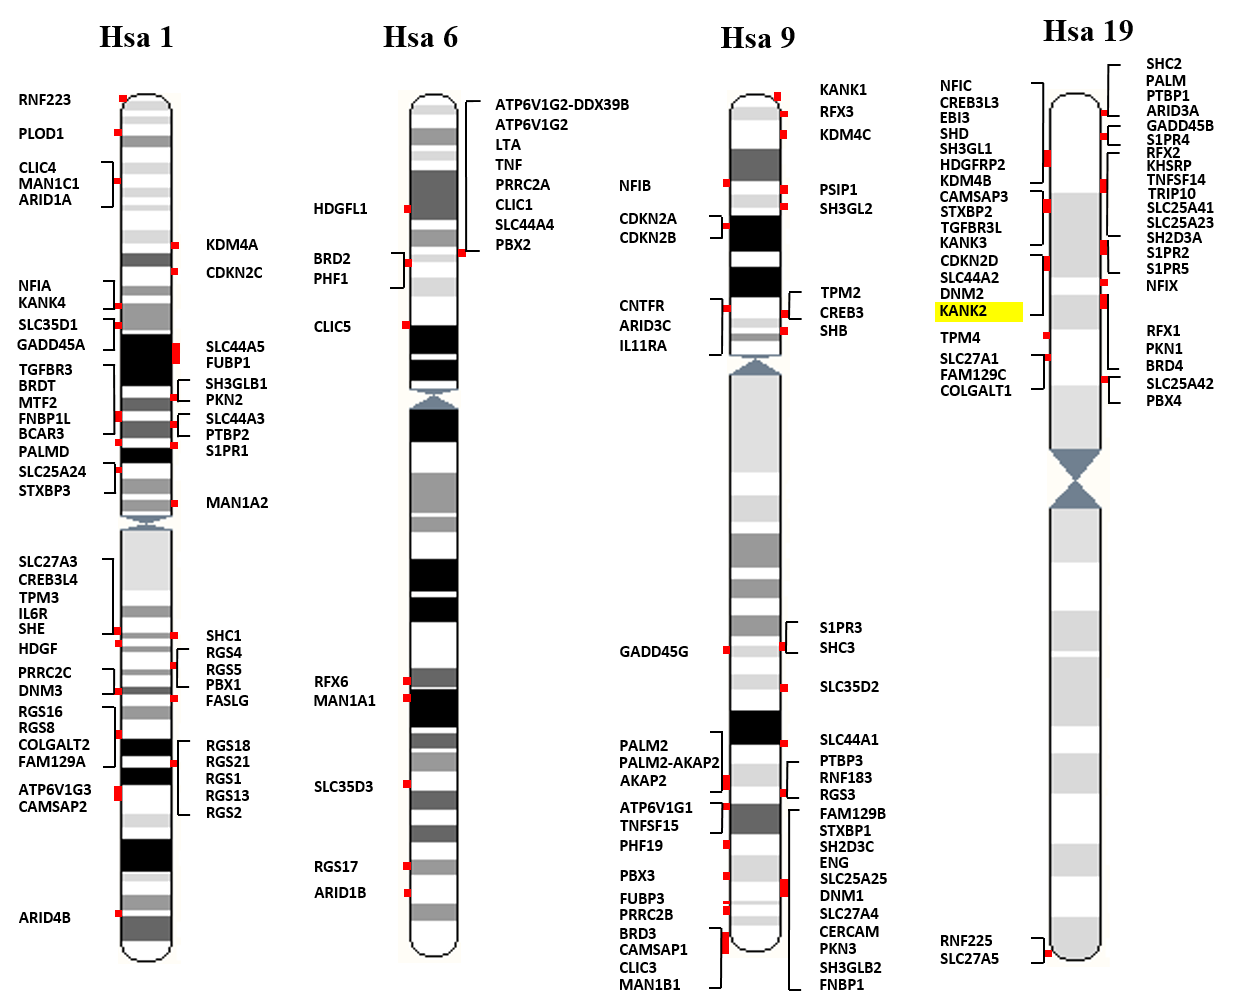 Hsa 1
RNF223
PLOD1
CLIC4
MAN1C1
ARID1A
NFIA
KANK4
SLC35D1
GADD45A
TGFBR3
BRDT
MTF2
FNBP1L
BCAR3
PALMD
SLC25A24
STXBP3
SLC27A3
CREB3L4
TPM3
IL6R
SHE
HDGF
PRRC2C
DNM3
RGS16
RGS8
COLGALT2
FAM129A
ATP6V1G3
CAMSAP2
ARID4B
KDM4A
CDKN2C
SLC44A5
FUBP1
SH3GLB1
PKN2
SLC44A3
PTBP2
S1PR1
MAN1A2
SHC1
RGS4
RGS5
PBX1
FASLG
RGS18
RGS21
RGS1
RGS13
RGS2
Hsa 6
HDGFL1
BRD2
PHF1
CLIC5
RFX6
MAN1A1
SLC35D3
RGS17
ARID1B
ATP6V1G2-DDX39B
ATP6V1G2
LTA
TNF
PRRC2A
CLIC1
SLC44A4
PBX2
Hsa 9
NFIB
CDKN2A
CDKN2B
CNTFR
ARID3C
IL11RA
GADD45G
PALM2
PALM2-AKAP2
AKAP2
ATP6V1G1
TNFSF15
PHF19
PBX3
FUBP3
PRRC2B
BRD3
CAMSAP1
CLIC3
MAN1B1
KANK1
RFX3
KDM4C
PSIP1
SH3GL2
TPM2
CREB3
SHB
S1PR3
SHC3
SLC35D2
SLC44A1
PTBP3
RNF183
RGS3
FAM129B
STXBP1
SH2D3C
ENG
SLC25A25
DNM1
SLC27A4
CERCAM
PKN3
SH3GLB2
FNBP1
Hsa 19
NFIC
CREB3L3
EBI3
SHD
SH3GL1
HDGFRP2
KDM4B
CAMSAP3
STXBP2
TGFBR3L
KANK3
CDKN2D
SLC44A2
DNM2
KANK2
TPM4
SLC27A1
FAM129C
COLGALT1
RNF225
SLC27A5
SHC2
PALM
PTBP1
ARID3A
GADD45B
S1PR4
RFX2
KHSRP
TNFSF14
TRIP10
SLC25A41
SLC25A23
SH2D3A
S1PR2
S1PR5
NFIX
RFX1
PKN1
BRD4
SLC25A42
PBX4